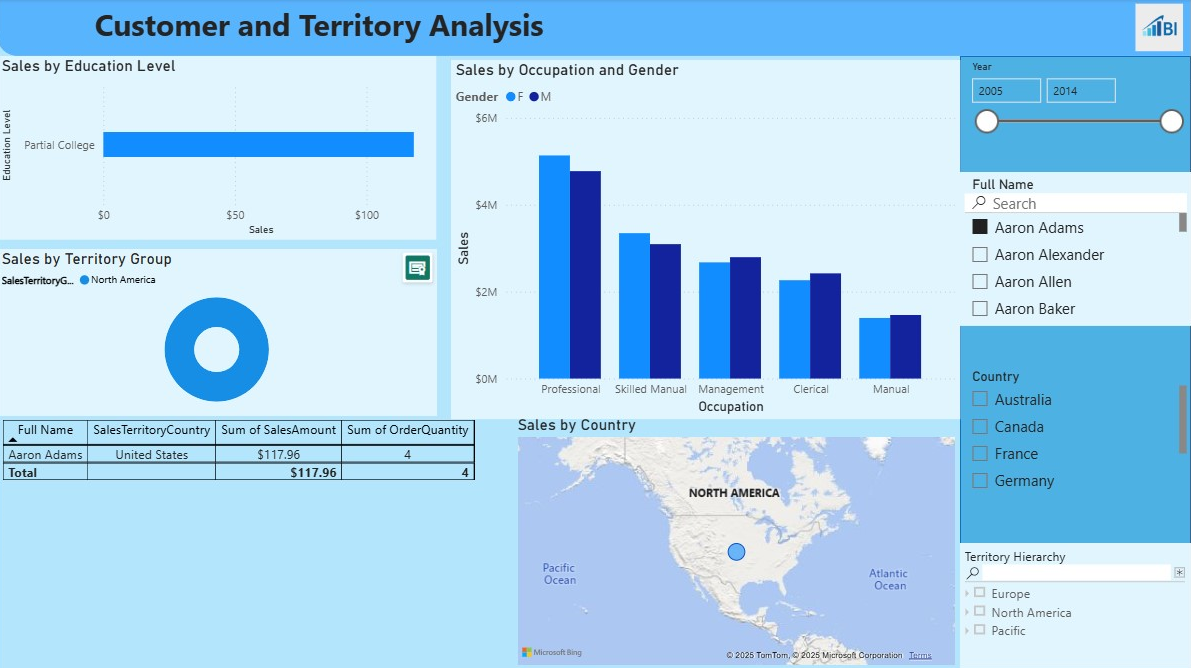 Customer and Territory Analysis
BI
Sales by Education Level
Education Level
Partial College
$0 $50 $100
Sales
Sales by Territory Group
SalesTerritoryG... North America
Sales by Occupation and Gender
Gender F M
Sales
$6M
$4M
$2M
$0M
Professional Skilled Manual Management Clerical Manual
Occupation
Full Name SalesTerritoryCountry Sum of SalesAmount Sum of OrderQuantity
Aaron Adams United States $117.96 4
Total $117.96 4
Sales by Country
NORTH AMERICA
Pacific
Ocean
Atlantic
Ocean
Microsoft Bing
© 2025 TomTom, © 2025 Microsoft Corporation Terms
Year
2005 2014
Full Name
Search
Aaron Adams
Aaron Alexander
Aaron Allen
Aaron Baker
Country
Australia
Canada
France
Germany
Territory Hierarchy
Europe
North America
Pacific